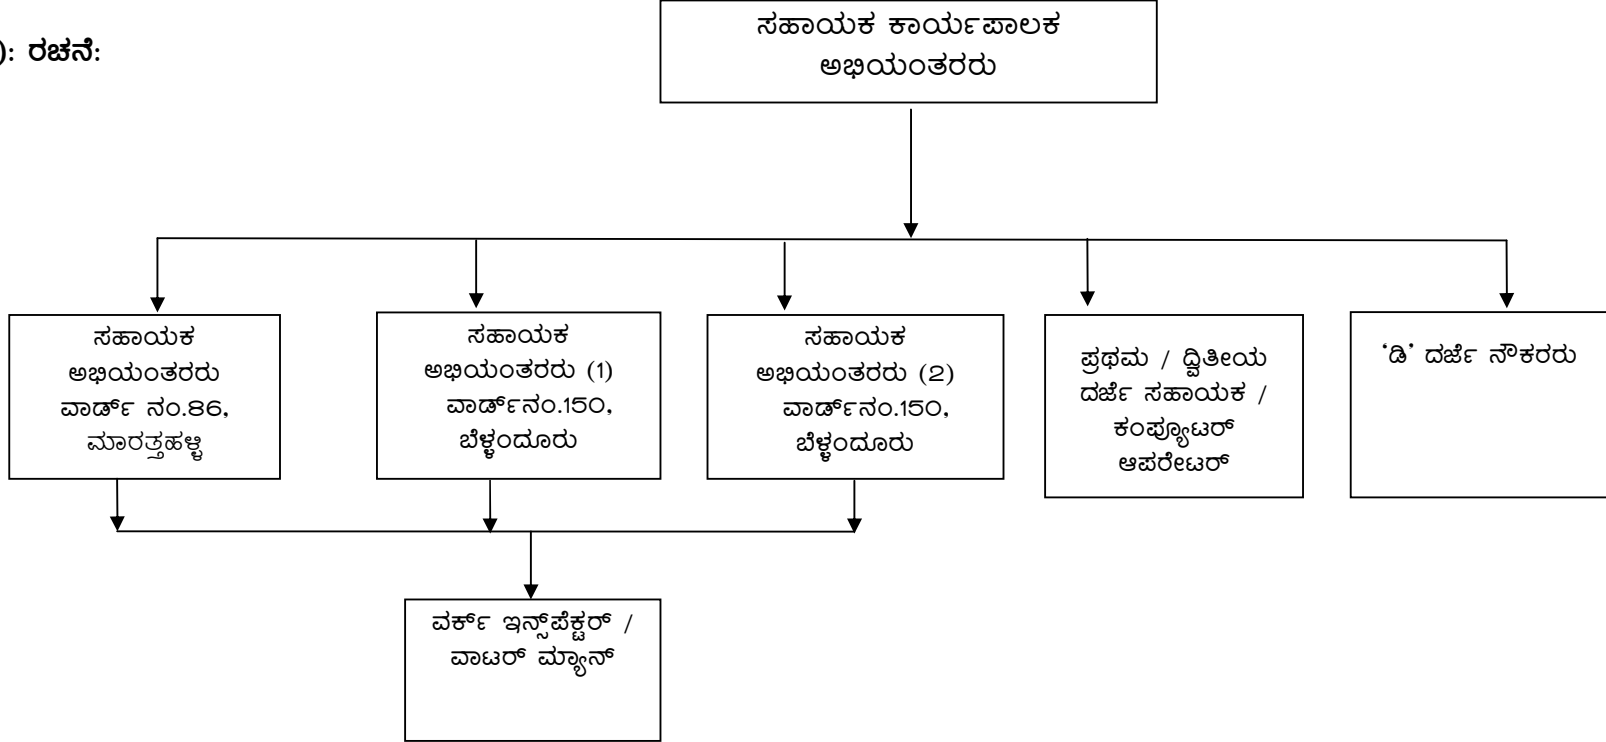 ): ರಚನೆ:
ಸಹಾಯಕ ಕಾರ್ಯಪಾಲಕ
ಅಭಿಯಂತರರು
ಸಹಾಯಕ
ಅಭಿಯಂತರರು
ವಾರ್ಡ್ ನಂ.86,
ಮಾರತ್ತಹಳ್ಳಿ
ಸಹಾಯಕ
ಅಭಿಯಂತರರು (1)
ವಾರ್ಡ್‌ನಂ.150,
ಬೆಳ್ಳಂದೂರು
ಸಹಾಯಕ
ಅಭಿಯಂತರರು (2)
ವಾರ್ಡ್‌ನಂ.150,
ಬೆಳ್ಳಂದೂರು
ಪ್ರಥಮ / ದ್ವಿತೀಯ
ದರ್ಜೆ ಸಹಾಯಕ /
ಕಂಪ್ಯೂಟರ್
ಆಪರೇಟರ್
‘ಡಿ’ ದರ್ಜೆ ನೌಕರರು
ವರ್ಕ್ ಇನ್ಸ್‌ಪೆಕ್ಟರ್ /
ವಾಟರ್ ಮ್ಯಾನ್